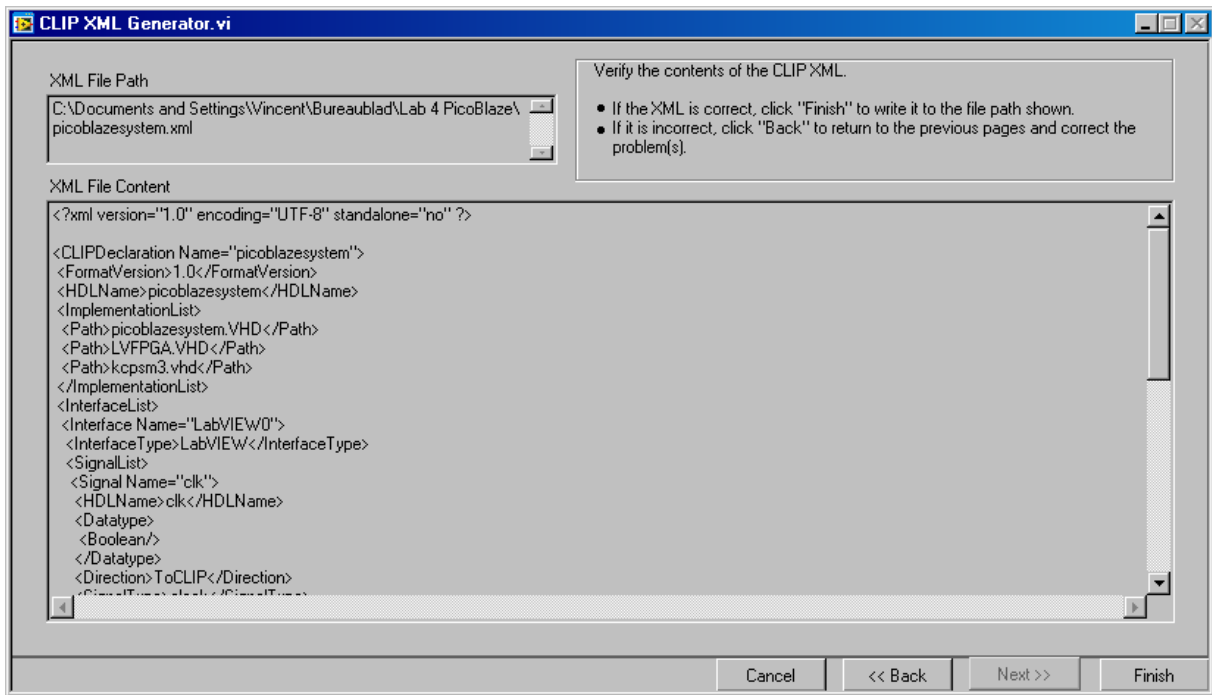 CLIP XML Generator.vi
XML File Path
C:\Documents and Settings\Vincent\Bureaublad\Lab 4 PicoBlaze\
picoblazesystem.xml
Verify the contents of the CLIP XML.
• If the XML is correct, click "Finish" to write it to the file path shown.
• If it is incorrect, click "Back" to return to the previous pages and correct the
problem(s).
XML File Content
<?xml version="1.0" encoding="UTF-8" standalone="no" ?>
<CLIPDeclaration Name="picoblazesystem">
<FormatVersion>1.0</FormatVersion>
<HDLName>picoblazesystem</HDLName>
<ImplementationList>
<Path>picoblazesystem.VHD</Path>
<Path>LVFPGA.VHD</Path>
<Path>kcpsm3.vhd</Path>
</ImplementationList>
<InterfaceList>
<Interface Name="LabVIEW0">
<InterfaceType>LabVIEW</InterfaceType>
<SignalList>
<Signal Name="clk">
<HDLName>clk</HDLName>
<Datatype>
<Boolean/>
</Datatype>
<Direction>ToCLIP</Direction>
<SignalType>clock</SignalType>
Cancel
<< Back
Next >>
Finish